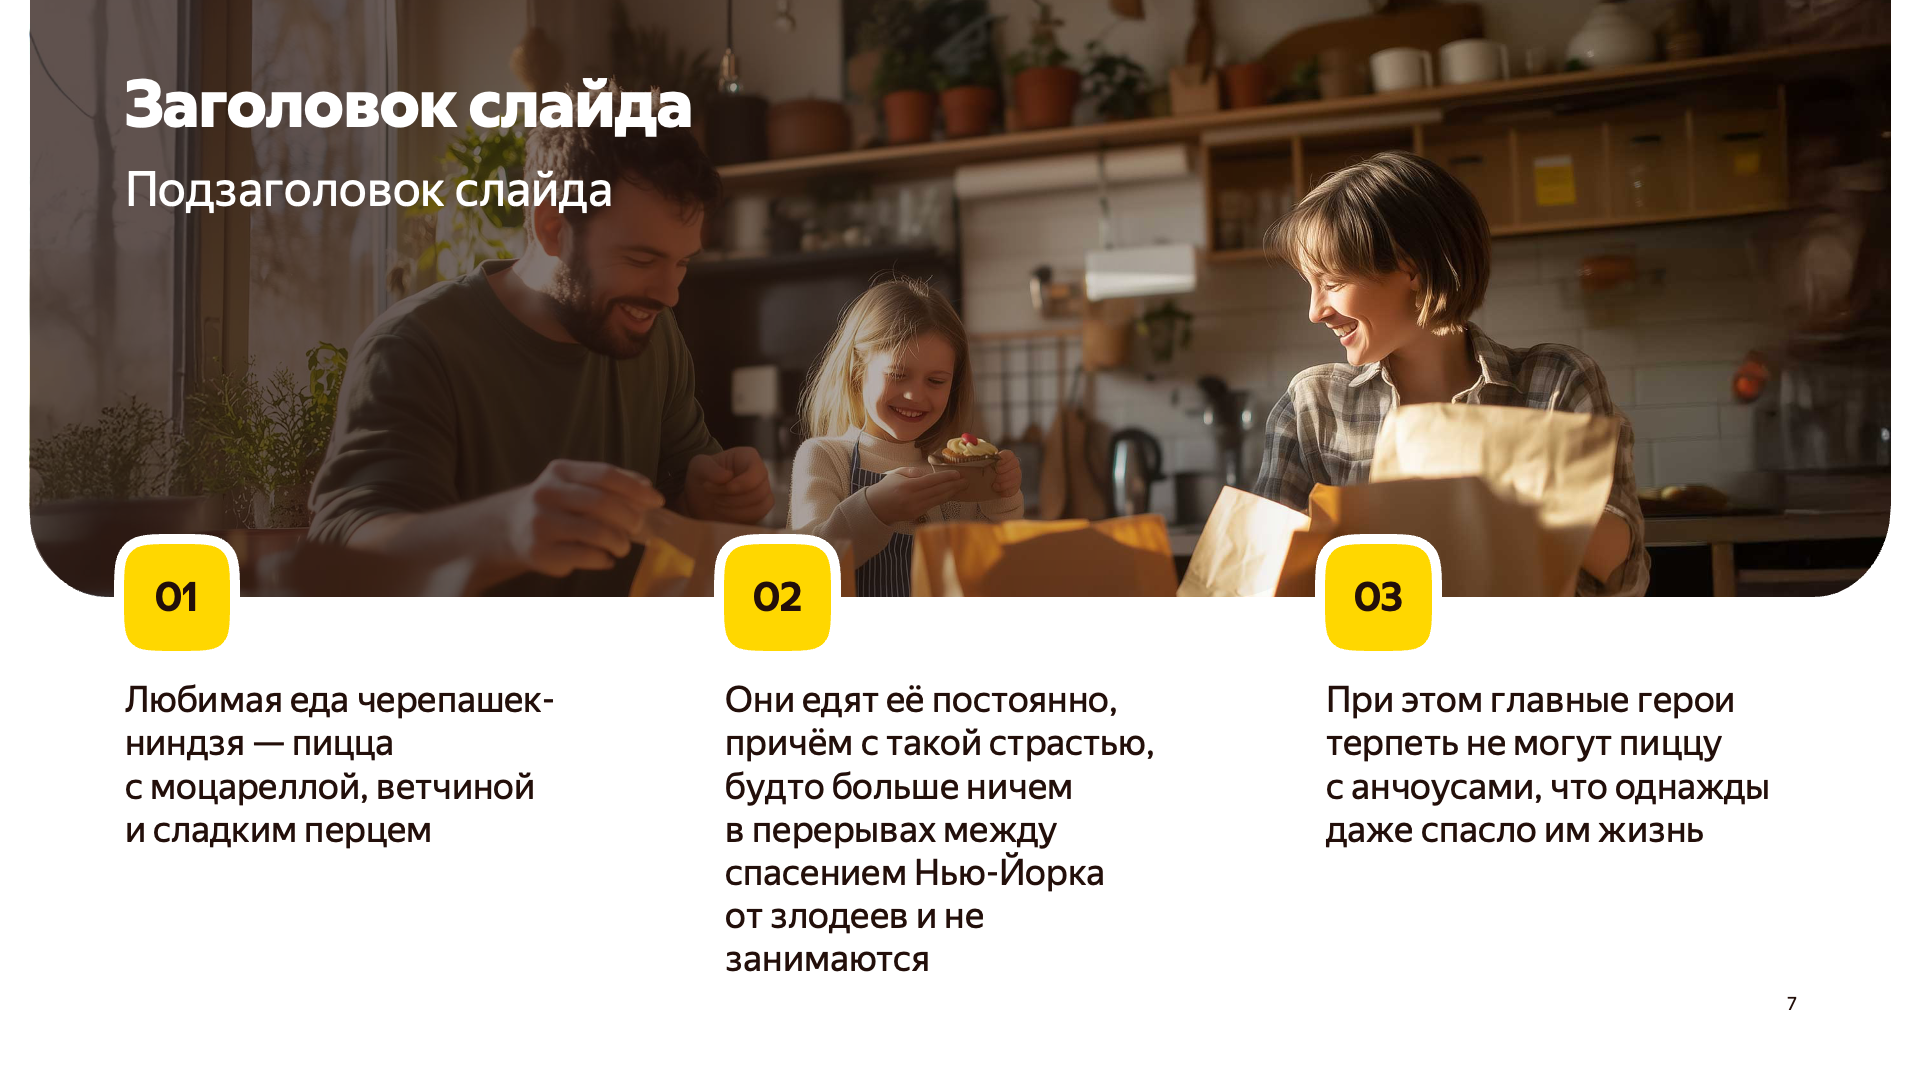 Заголовок слайда
Подзаголовок слайда
01
Любимая еда черепашек-
ниндзя — пицца
с моцареллой, ветчиной
и сладким перцем
02
Они едят её постоянно,
причём с такой страстью,
будто больше ничем
в перерывах между
спасением Нью-Йорка
от злодеев и не
занимаются
03
При этом главные герои
терпеть не могут пиццу
с анчоусами, что однажды
даже спасло им жизнь
7